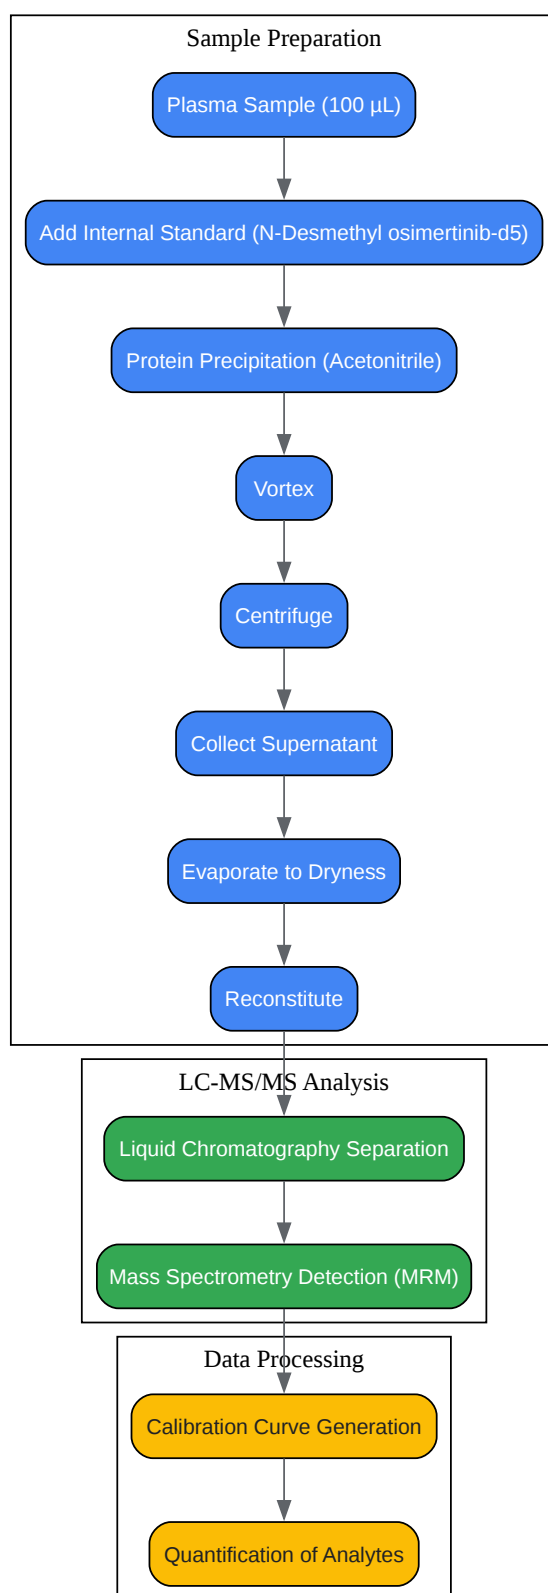 Sample Preparation
Plasma Sample (100 µL)
Add Internal Standard (N-Desmethyl osimertinib-d5)
Protein Precipitation (Acetonitrile)
Vortex
Centrifuge
Collect Supernatant
Evaporate to Dryness
Reconstitute
LC-MS/MS Analysis
Liquid Chromatography Separation
Mass Spectrometry Detection (MRM)
Data Processing
Calibration Curve Generation
Quantification of Analytes